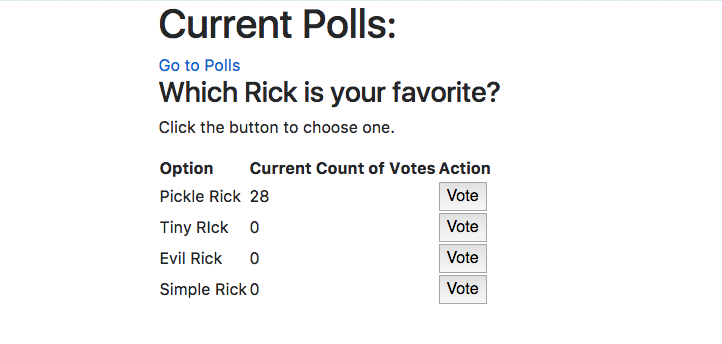 Current Polls:
Go to Polls
Which Rick is your favorite?
Click the button to choose one.
Option Current Count of Votes Action
Pickle Rick 28 Vote
Tiny RIck 0 Vote
Evil Rick 0 Vote
Simple Rick 0 Vote